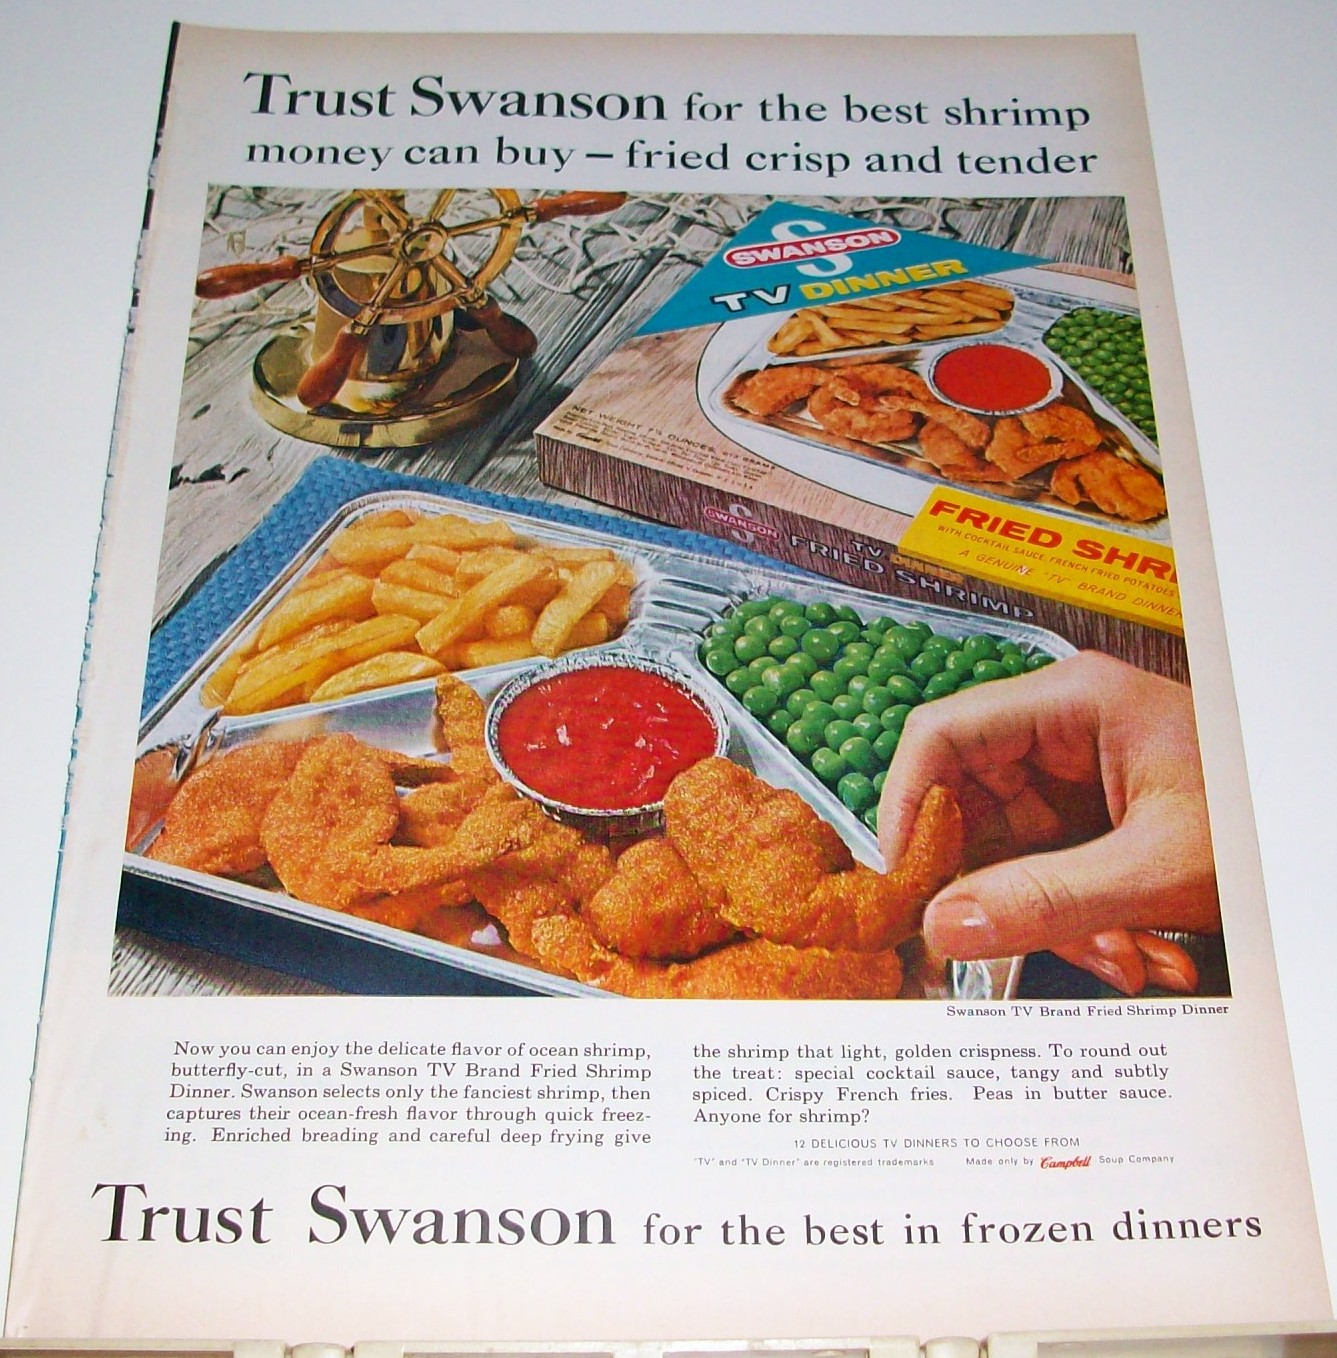 Trust Swanson for the best shrimp
money can buy – fried crisp and tender
SWANSON
TV DINNER
NET WEIGHT 7½ OUNCES,
FRIED SHRI
WITH COCKTAIL SAUCE, FRENCH FRIED POTATOES
A GENUINE "TV" BRAND DINNER
SWANSON
TV DINNER
FRIED SHRIMP
Swanson TV Brand Fried Shrimp Dinner
Now you can enjoy the delicate flavor of ocean shrimp,
butterfly-cut, in a Swanson TV Brand Fried Shrimp
Dinner. Swanson selects only the fanciest shrimp, then
captures their ocean-fresh flavor through quick freez-
ing. Enriched breading and careful deep frying give
the shrimp that light, golden crispness. To round out
the treat: special cocktail sauce, tangy and subtly
spiced. Crispy French fries. Peas in butter sauce.
Anyone for shrimp?
12 DELICIOUS TV DINNERS TO CHOOSE FROM
"TV" and "TV Dinner" are registered trademarks Made only by Campbell Soup Company
Trust Swanson for the best in frozen dinners